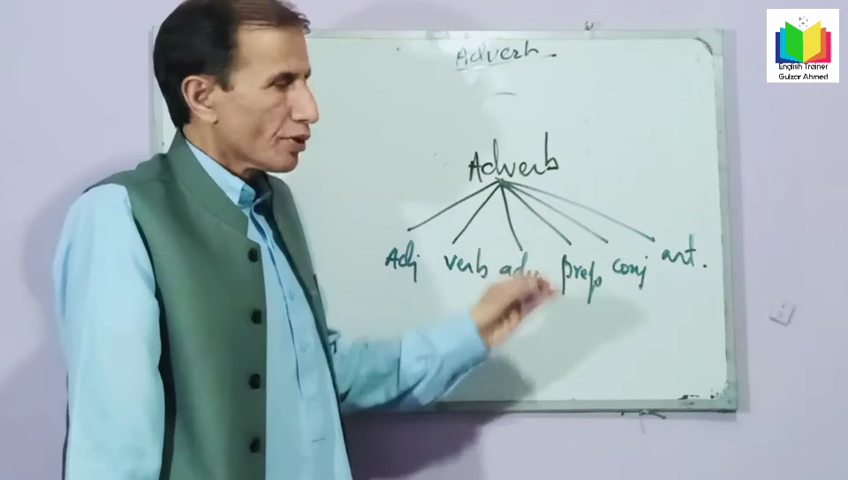 Adverb
Adverb
Adj verb adv prep conj art.
English Trainer
Gulzar Ahmed